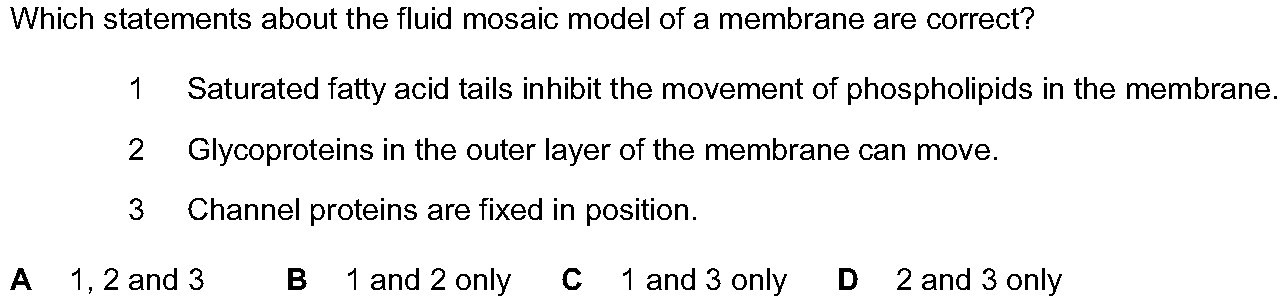 Which statements about the fluid mosaic model of a membrane are correct?
1 Saturated fatty acid tails inhibit the movement of phospholipids in the membrane.
2 Glycoproteins in the outer layer of the membrane can move.
3 Channel proteins are fixed in position.
A 1, 2 and 3 B 1 and 2 only C 1 and 3 only D 2 and 3 only